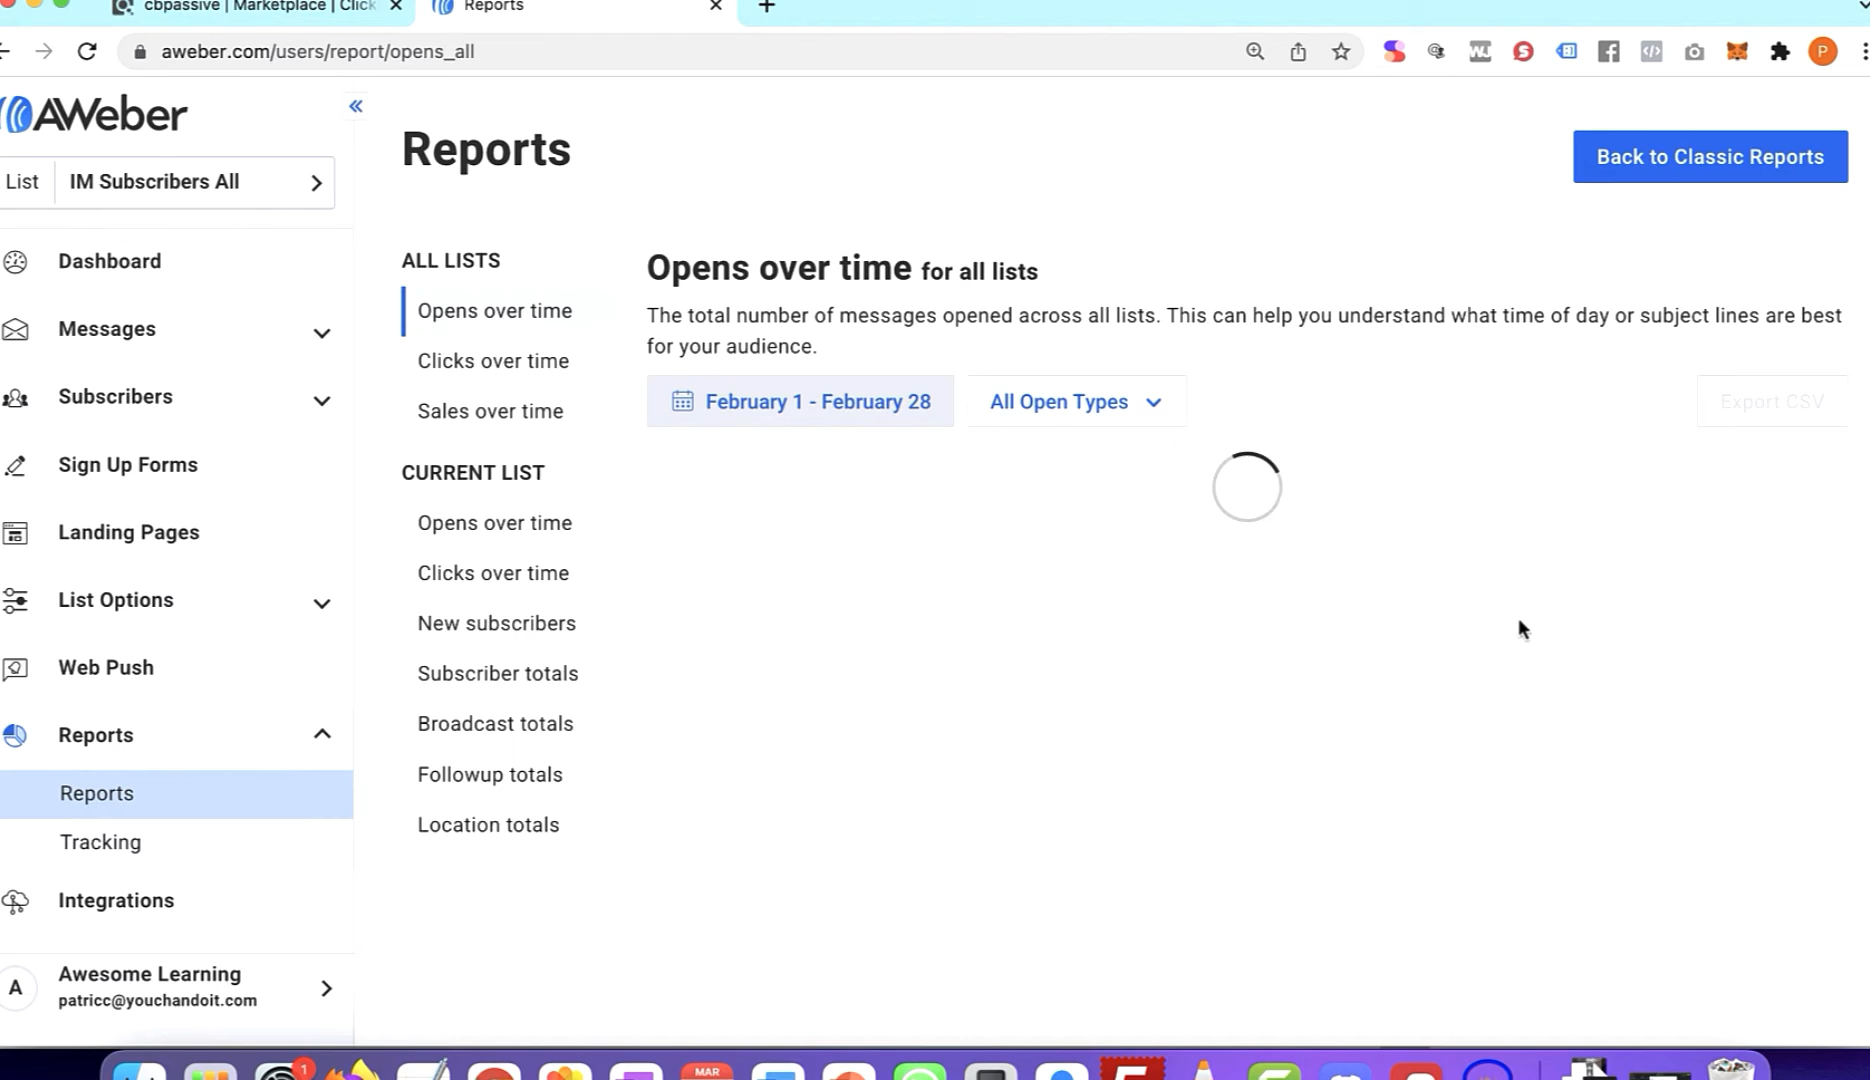 cbpassive | Marketplace | Click
Reports
aweber.com/users/report/opens_all
P
AWeber
List
IM Subscribers All
Dashboard
Messages
Subscribers
Sign Up Forms
Landing Pages
List Options
Web Push
Reports
Reports
Tracking
Integrations
A
Awesome Learning
patricc@youchandoit.com
Reports
Back to Classic Reports
ALL LISTS
Opens over time
Clicks over time
Sales over time
CURRENT LIST
Opens over time
Clicks over time
New subscribers
Subscriber totals
Broadcast totals
Followup totals
Location totals
Opens over time for all lists
The total number of messages opened across all lists. This can help you understand what time of day or subject lines are best
for your audience.
February 1 - February 28
All Open Types
Export CSV
1
MAR